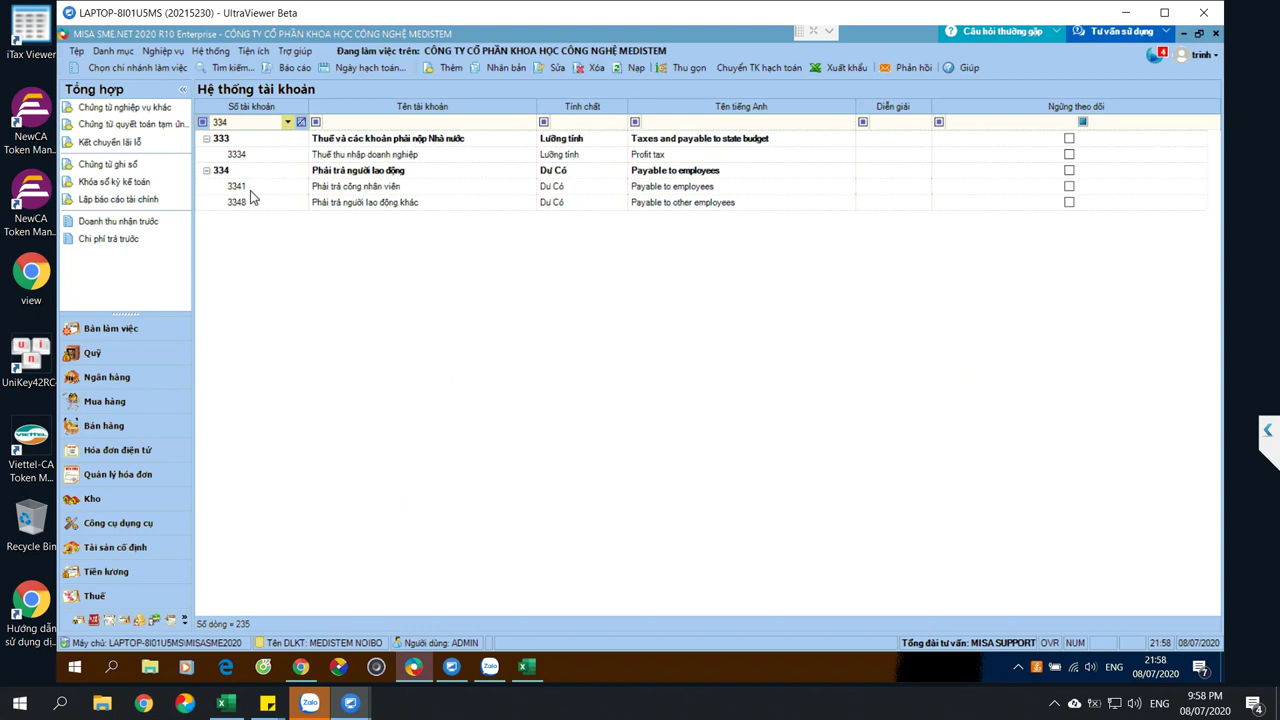 LAPTOP-8I01U5MS (20215230) - UltraViewer Beta
MISA SME.NET 2020 R10 Enterprise - CÔNG TY CỔ PHẦN KHOA HỌC CÔNG NGHỆ MEDISTEM
Câu hỏi thường gặp
Tư vấn sử dụng
Tệp Danh mục Nghiệp vụ Hệ thống Tiện ích Trợ giúp
Đang làm việc trên: CÔNG TY CỔ PHẦN KHOA HỌC CÔNG NGHỆ MEDISTEM
4
trinh
Chọn chi nhánh làm việc Tìm kiếm... Báo cáo Ngày hạch toán... Thêm Nhân bản Sửa Xóa Nạp Thu gọn Chuyển TK hạch toán Xuất khẩu Phản hồi Giúp
Tổng hợp
Hệ thống tài khoản
Chứng từ nghiệp vụ khác
Chứng từ quyết toán tạm ứn...
Kết chuyển lãi lỗ
Chứng từ ghi sổ
Khóa sổ kỳ kế toán
Lập báo cáo tài chính
Doanh thu nhận trước
Chi phí trả trước
Số tài khoản Tên tài khoản Tính chất Tên tiếng Anh Diễn giải Ngừng theo dõi
334
333 Thuế và các khoản phải nộp Nhà nước Lưỡng tính Taxes and payable to state budget
3334 Thuế thu nhập doanh nghiệp Lưỡng tính Profit tax
334 Phải trả người lao động Dư Có Payable to employees
3341 Phải trả công nhân viên Dư Có Payable to employees
3348 Phải trả người lao động khác Dư Có Payable to other employees
Bàn làm việc
Quỹ
Ngân hàng
Mua hàng
Bán hàng
Hóa đơn điện tử
Quản lý hóa đơn
Kho
Công cụ dụng cụ
Tài sản cố định
Tiền lương
Thuế
Số dòng = 235
Máy chủ: LAPTOP-8I01U5MS\MISASME2020 Tên DLKT: MEDISTEM NOIBO Người dùng: ADMIN
Tổng đài tư vấn: MISA SUPPORT OVR NUM 21:58 08/07/2020
iTax Viewer
NewCA
Token Man...
NewCA
Token Man...
view
UniKey42RC
viettel
Viettel-CA
Token M...
Recycle Bin
Hướng dẫn
sử dụng dị...
Zalo
ENG
21:58
08/07/2020
7
Zalo
ENG
9:58 PM
08/07/2020
4